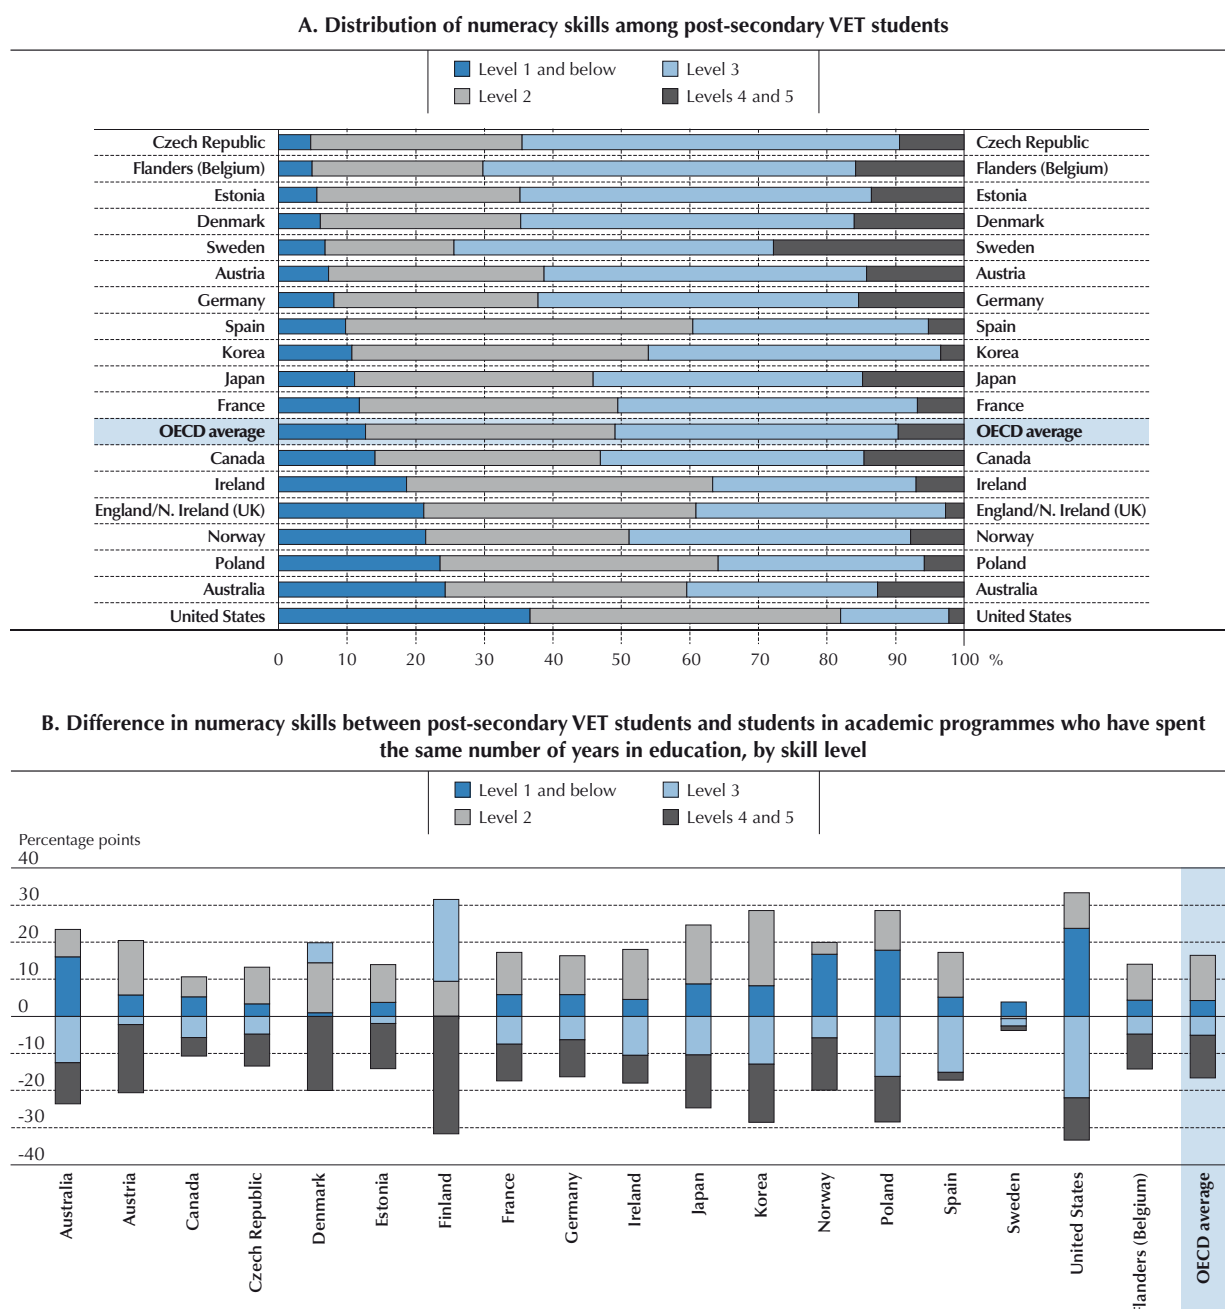 A. Distribution of numeracy skills among post-secondary VET students
Level 1 and below
Level 3
Level 2
Levels 4 and 5
Czech Republic
Czech Republic
Flanders (Belgium)
Flanders (Belgium)
Estonia
Estonia
Denmark
Denmark
Sweden
Sweden
Austria
Austria
Germany
Germany
Spain
Spain
Korea
Korea
Japan
Japan
France
France
OECD average
OECD average
Canada
Canada
Ireland
Ireland
England/N. Ireland (UK)
England/N. Ireland (UK)
Norway
Norway
Poland
Poland
Australia
Australia
United States
United States
0 10 20 30 40 50 60 70 80 90 100 %
B. Difference in numeracy skills between post-secondary VET students and students in academic programmes who have spent
the same number of years in education, by skill level
Level 1 and below
Level 3
Level 2
Levels 4 and 5
Percentage points
40
30
20
10
0
-10
-20
-30
-40
Australia
Austria
Canada
Czech Republic
Denmark
Estonia
Finland
France
Germany
Ireland
Japan
Korea
Norway
Poland
Spain
Sweden
United States
Flanders (Belgium)
OECD average